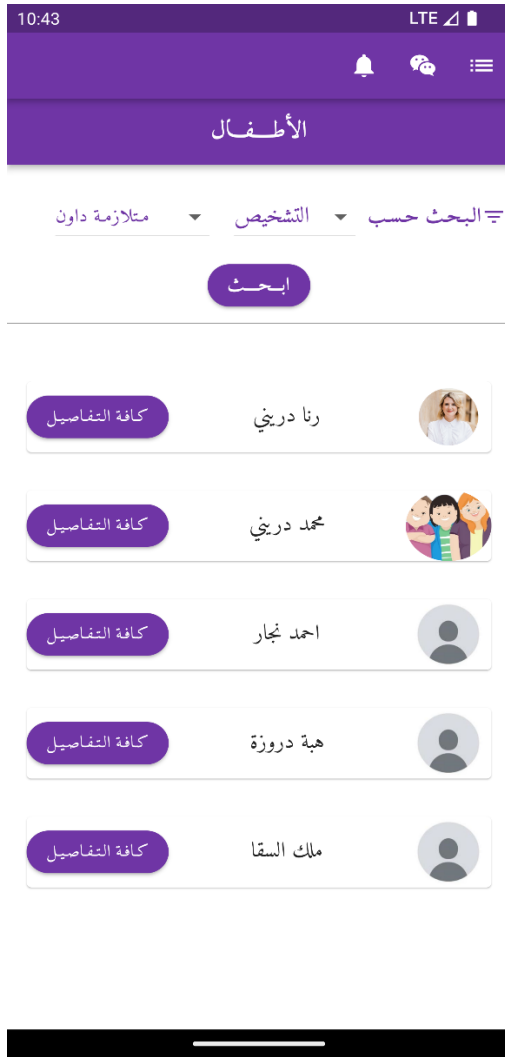 10:43 LTE
الأطـفـال
البحث حسب التشخيص متلازمة داون
ابـحـث
رنا دريني كافة التفاصيل
محمد دريني كافة التفاصيل
احمد نجار كافة التفاصيل
هبة دروزة كافة التفاصيل
ملك السقا كافة التفاصيل